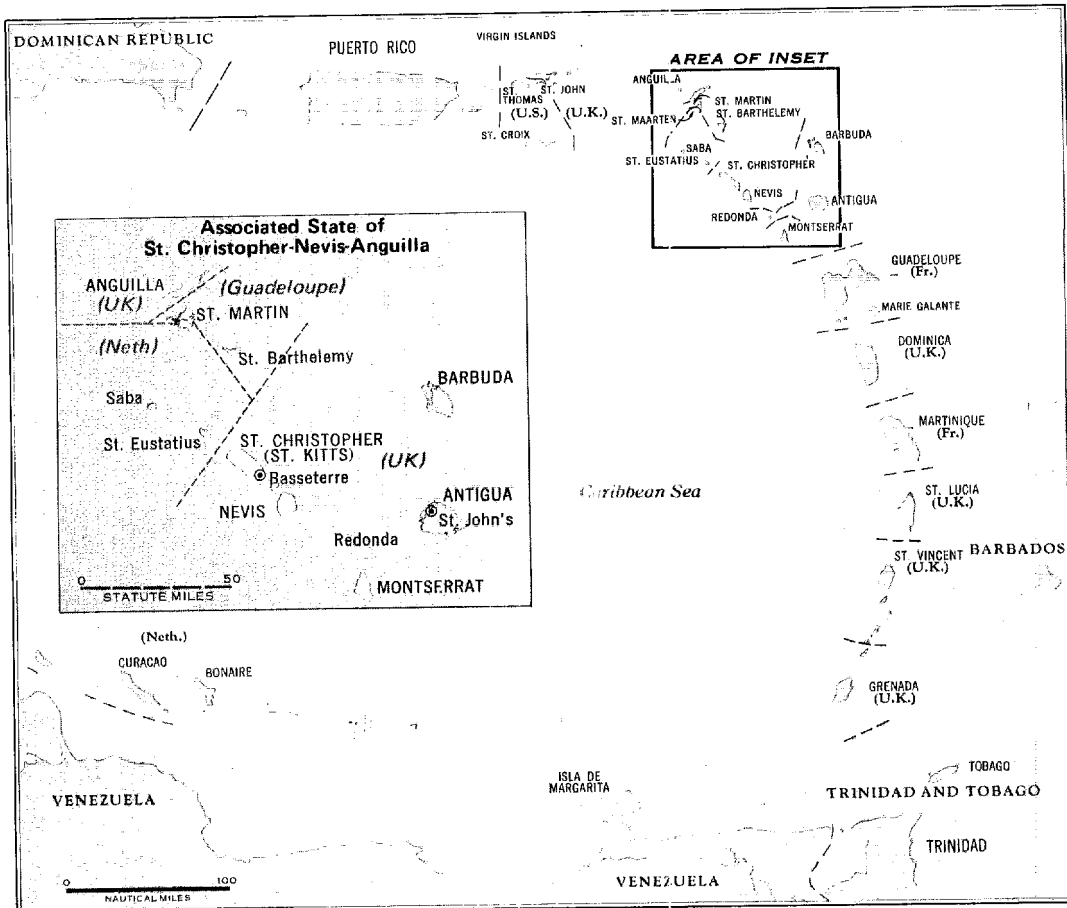 DOMINICAN REPUBLIC
PUERTO RICO
VIRGIN ISLANDS
ST. THOMAS
(U.S.)
ST. JOHN
(U.K.)
ST. CROIX
AREA OF INSET
ANGUILLA
ST. MARTIN
ST. MAARTEN
ST. BARTHELEMY
SABA
BARBUDA
ST. EUSTATIUS
ST. CHRISTOPHER
NEVIS
ANTIGUA
REDONDA
MONTSERRAT
GUADELOUPE
(Fr.)
MARIE GALANTE
DOMINICA
(U.K.)
MARTINIQUE
(Fr.)
Caribbean Sea
ST. LUCIA
(U.K.)
ST. VINCENT
(U.K.)
BARBADOS
GRENADA
(U.K.)
Associated State of
St. Christopher-Nevis-Anguilla
ANGUILLA
(UK)
(Guadeloupe)
ST. MARTIN
(Neth)
St. Barthelemy
Saba
BARBUDA
St. Eustatius
ST. CHRISTOPHER
(ST. KITTS)
(UK)
Basseterre
NEVIS
ANTIGUA
St. John's
Redonda
MONTSERRAT
0 50
STATUTE MILES
(Neth.)
CURACAO
BONAIRE
ISLA DE
MARGARITA
TOBAGO
VENEZUELA
TRINIDAD AND TOBAGO
TRINIDAD
VENEZUELA
0 100
NAUTICAL MILES